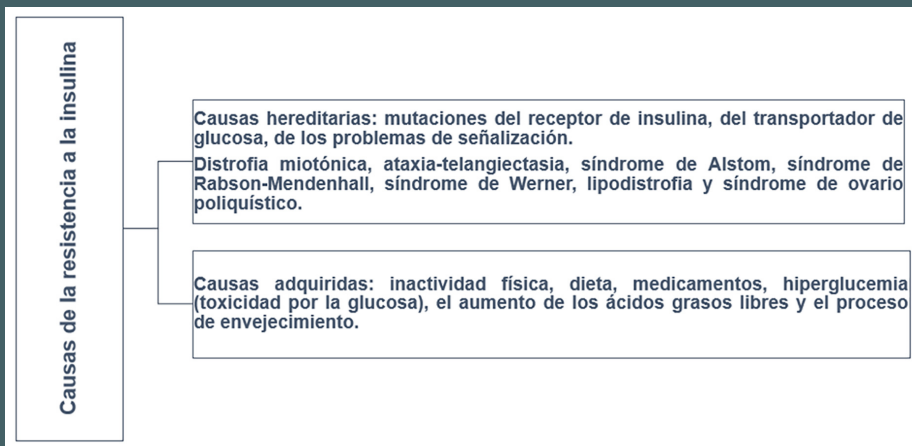 Causas de la resistencia a la insulina
Causas hereditarias: mutaciones del receptor de insulina, del transportador de
glucosa, de los problemas de señalización.
Distrofia miotónica, ataxia-telangiectasia, síndrome de Alstom, síndrome de
Rabson-Mendenhall, síndrome de Werner, lipodistrofia y síndrome de ovario
poliquístico.
Causas adquiridas: inactividad física, dieta, medicamentos, hiperglucemia
(toxicidad por la glucosa), el aumento de los ácidos grasos libres y el proceso
de envejecimiento.